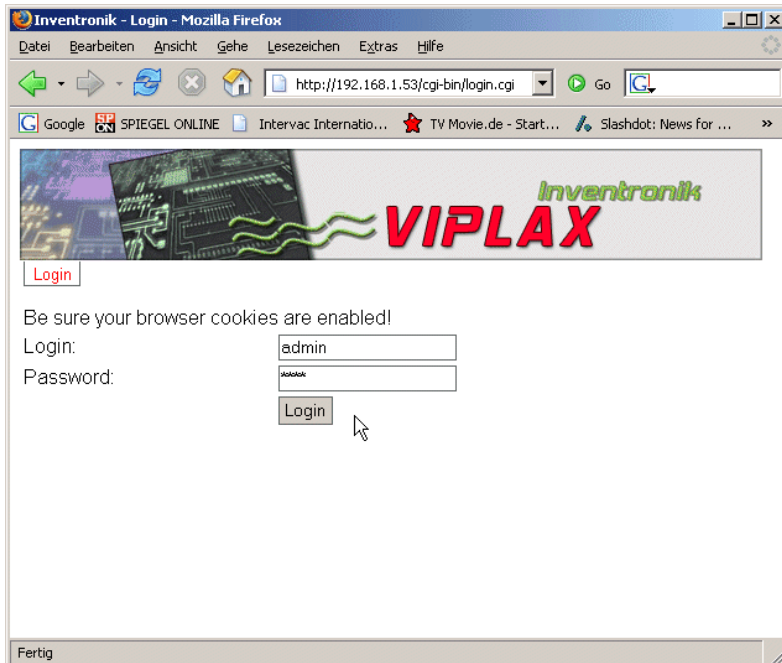 Inventronik - Login - Mozilla Firefox
Datei Bearbeiten Ansicht Gehe Lesezeichen Extras Hilfe
http://192.168.1.53/cgi-bin/login.cgi Go G
G Google SP ON SPIEGEL ONLINE Intervac Internatio... TV Movie.de - Start... Slashdot: News for ... »
Inventronik
VIPLAX
Login
Be sure your browser cookies are enabled!
Login: admin
Password: ****
Login
Fertig